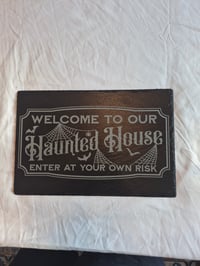 WELCOME TO OUR
Haunted House
ENTER AT YOUR OWN RISK